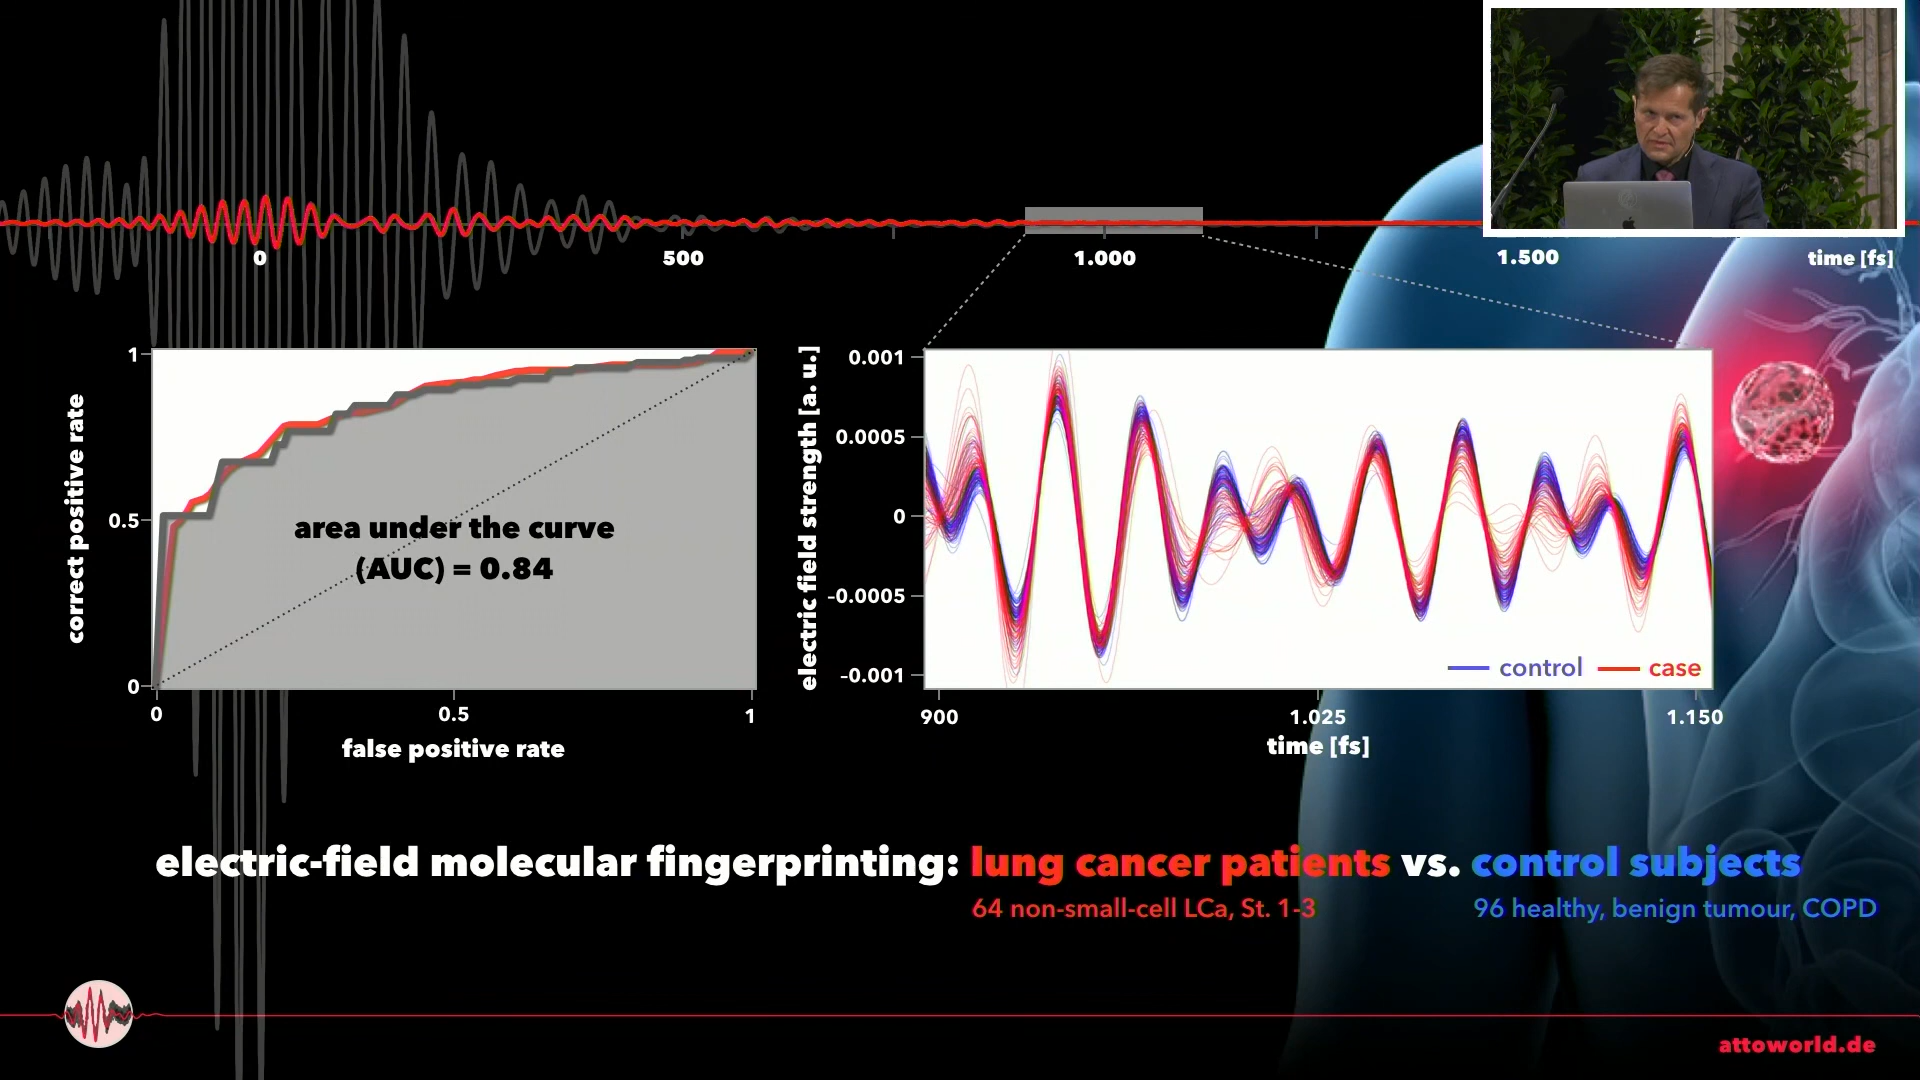 0
500
1.000
1.500
time [fs]
correct positive rate
1
0.5
0
area under the curve
(AUC) = 0.84
0
0.5
1
false positive rate
electric field strength [a. u.]
0.001
0.0005
0
-0.0005
-0.001
control
case
900
1.025
1.150
time [fs]
electric-field molecular fingerprinting: lung cancer patients vs. control subjects
64 non-small-cell LCa, St. 1-3
96 healthy, benign tumour, COPD
attoworld.de